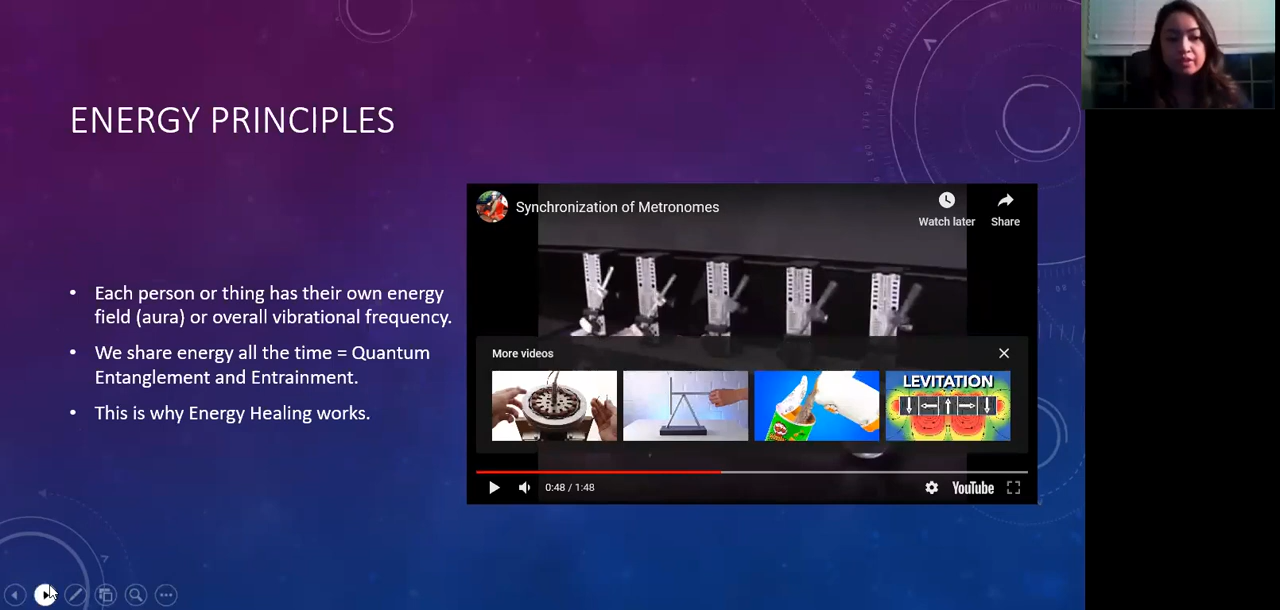 ENERGY PRINCIPLES
• Each person or thing has their own energy
field (aura) or overall vibrational frequency.
• We share energy all the time = Quantum
Entanglement and Entrainment.
• This is why Energy Healing works.
Synchronization of Metronomes
Watch later
Share
More videos
LEVITATION
0:48 / 1:48
YouTube